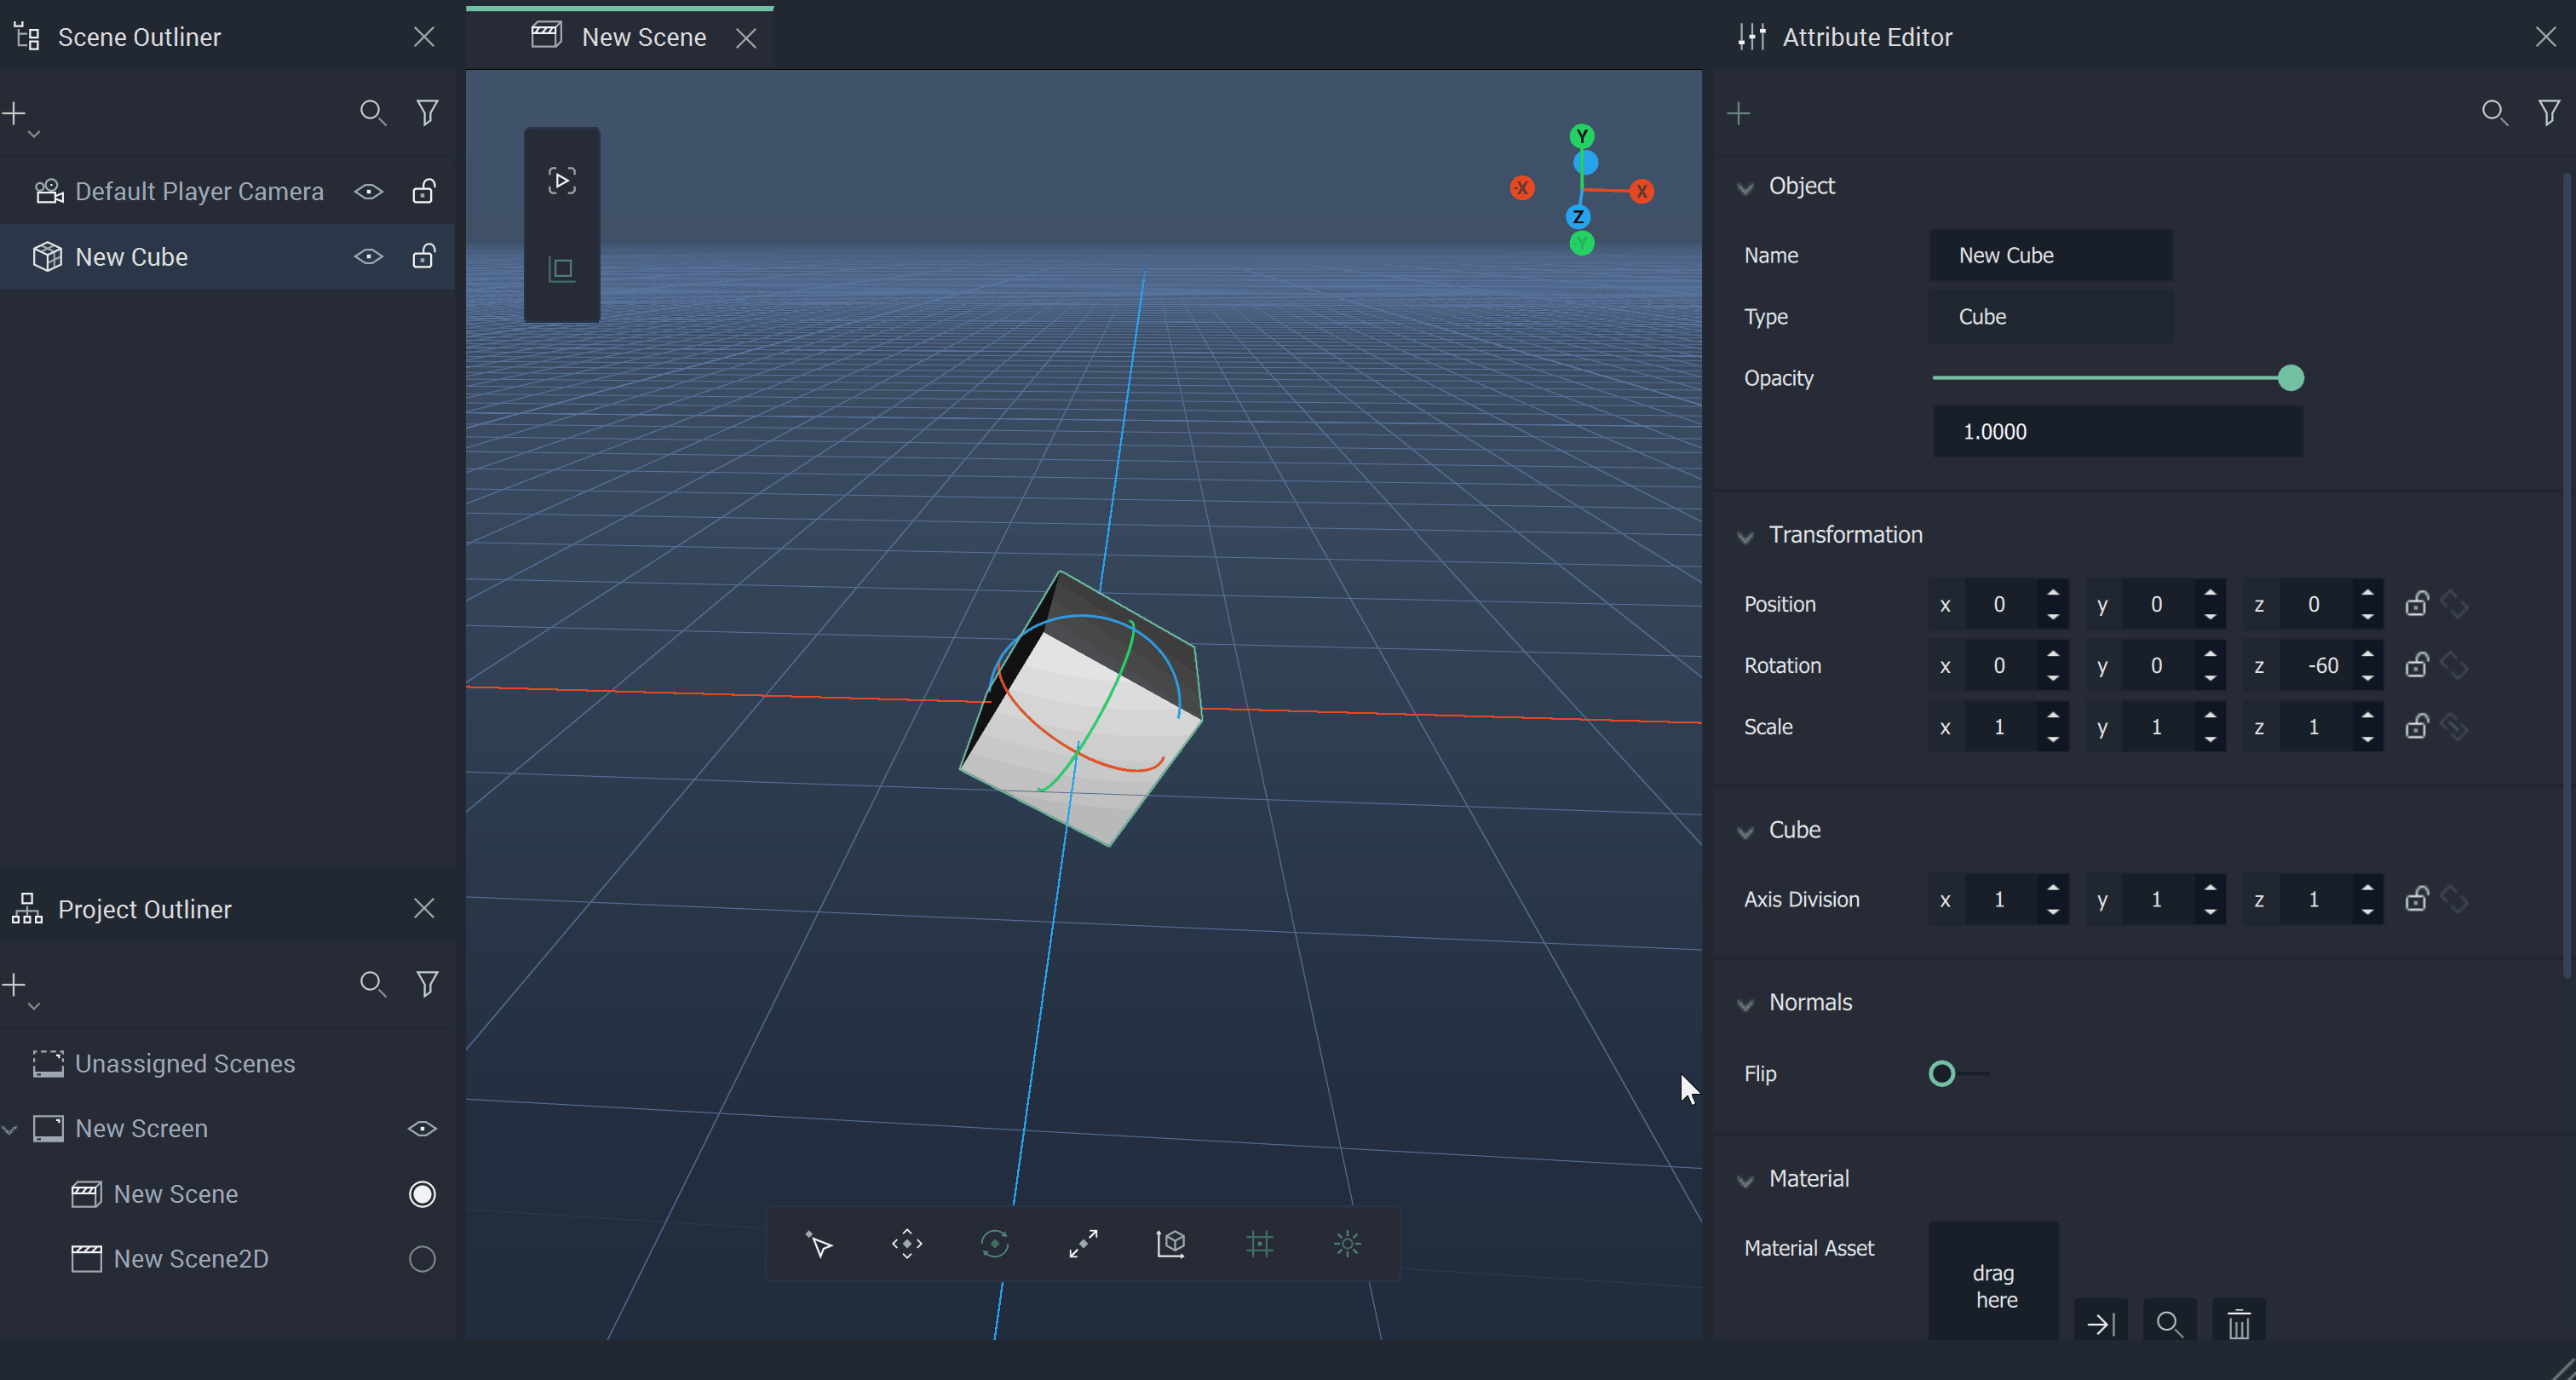 Scene Outliner
New Scene
Attribute Editor
Default Player Camera
New Cube
Y
-X
X
Z
-Y
Object
Name
New Cube
Type
Cube
Opacity
1.0000
Transformation
Position x 0 y 0 z 0
Rotation x 0 y 0 z -60
Scale x 1 y 1 z 1
Cube
Axis Division x 1 y 1 z 1
Normals
Flip
Material
Material Asset
drag
here
Project Outliner
Unassigned Scenes
New Screen
New Scene
New Scene2D